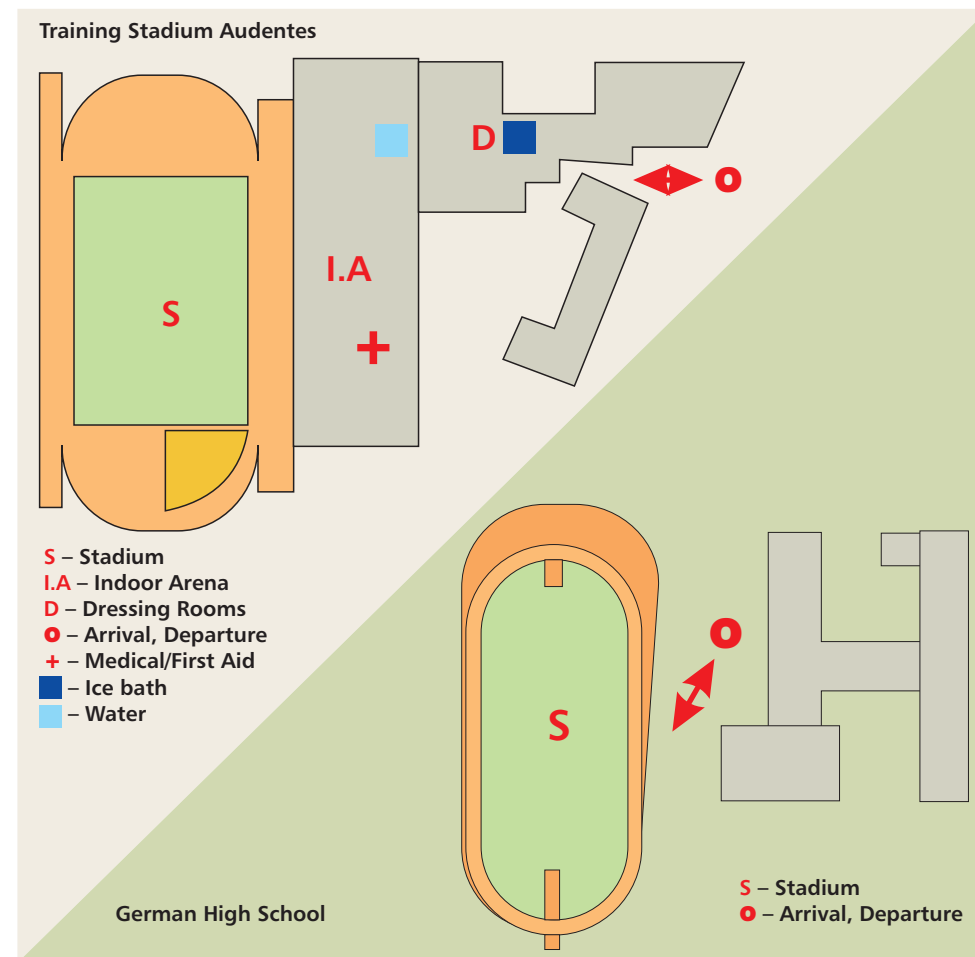 Training Stadium Audentes
D
O
I.A
S
+
S – Stadium
I.A – Indoor Arena
D – Dressing Rooms
O – Arrival, Departure
+ – Medical/First Aid
– Ice bath
– Water
O
S
S – Stadium
O – Arrival, Departure
German High School